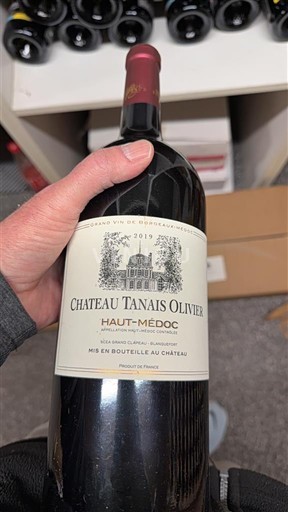 GRAND VIN DE BORDEAUX-MEDOC
2019
CHATEAU TANAIS OLIVIER
HAUT-MÉDOC
APPELLATION HAUT-MÉDOC CONTRÔLÉE
MIS EN BOUTEILLE AU CHÂTEAU
PRODUIT DE FRANCE